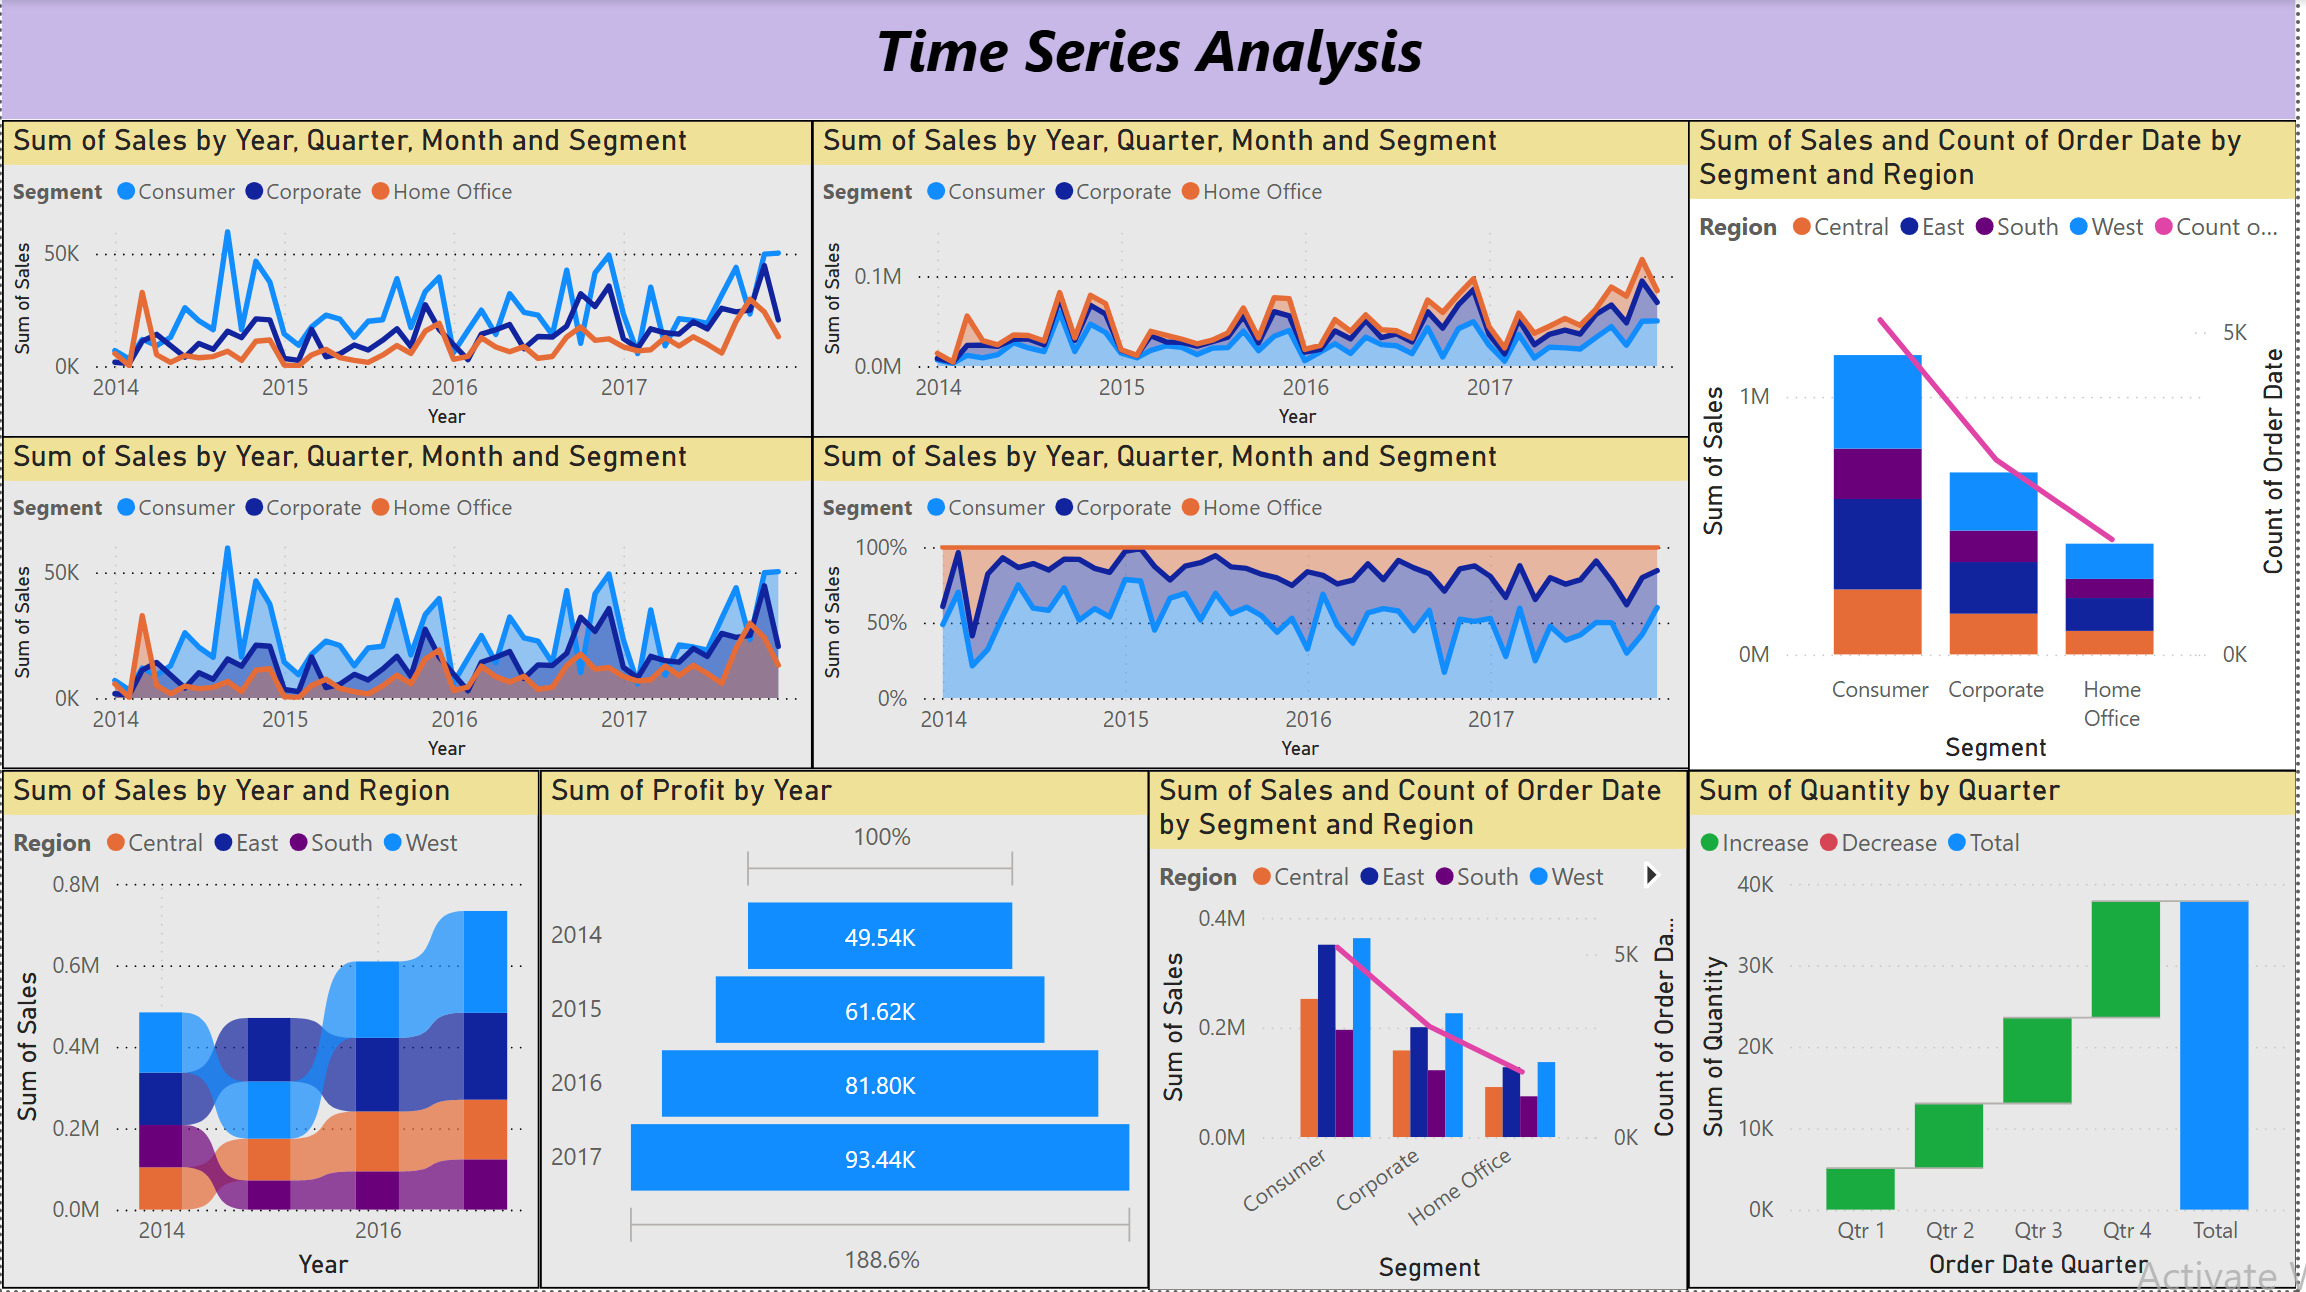 Time Series Analysis
Sum of Sales by Year, Quarter, Month and Segment
Segment Consumer Corporate Home Office
Sum of Sales
50K
0K
2014 2015 2016 2017
Year
Sum of Sales by Year, Quarter, Month and Segment
Segment Consumer Corporate Home Office
Sum of Sales
0.1M
0.0M
2014 2015 2016 2017
Year
Sum of Sales and Count of Order Date by
Segment and Region
Region Central East South West Count o...
Sum of Sales
1M
0M
5K
0K
Count of Order Date
Consumer Corporate Home
Office
Segment
Sum of Sales by Year, Quarter, Month and Segment
Segment Consumer Corporate Home Office
Sum of Sales
50K
0K
2014 2015 2016 2017
Year
Sum of Sales by Year, Quarter, Month and Segment
Segment Consumer Corporate Home Office
Sum of Sales
100%
50%
0%
2014 2015 2016 2017
Year
Sum of Sales by Year and Region
Region Central East South West
Sum of Sales
0.8M
0.6M
0.4M
0.2M
0.0M
2014 2016
Year
Sum of Profit by Year
100%
2014 49.54K
2015 61.62K
2016 81.80K
2017 93.44K
188.6%
Sum of Sales and Count of Order Date
by Segment and Region
Region Central East South West
Sum of Sales
0.4M
0.2M
0.0M
5K
0K
Count of Order Da...
Consumer Corporate Home Office
Segment
Sum of Quantity by Quarter
Increase Decrease Total
Sum of Quantity
40K
30K
20K
10K
0K
Qtr 1 Qtr 2 Qtr 3 Qtr 4 Total
Order Date Quarter
Activate